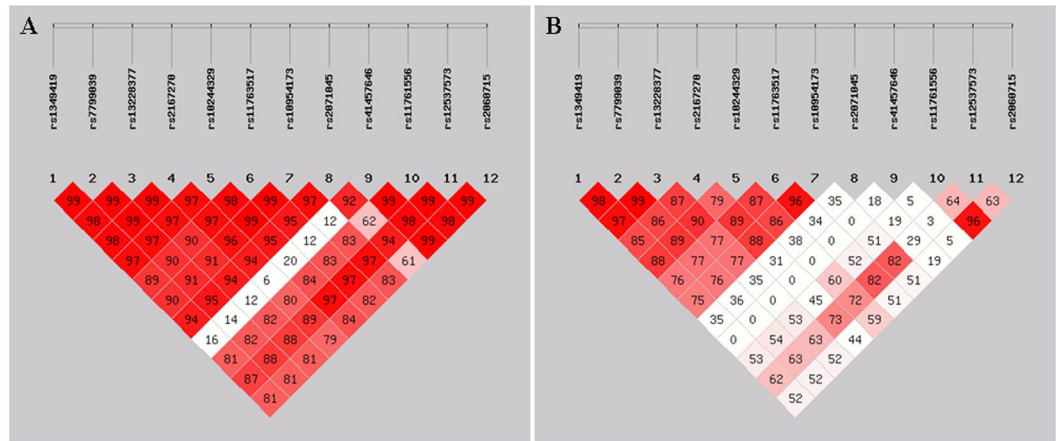 A
rs1349419
rs7799039
rs13228377
rs2167270
rs10244329
rs11763517
rs10954173
rs2071045
rs41457646
rs11761556
rs12537573
rs2060715
1 2 3 4 5 6 7 8 9 10 11 12
99 99 99 99 98 99 97 92 99 99 99
98 99 97 97 99 95 12 62 98 98
98 97 90 96 95 12 83 94 99
97 90 91 94 20 83 97 61
89 91 94 6 84 97 83
90 95 12 80 97 82
94 14 82 89 84
16 82 88 79
81 88 81
87 81
81
B
rs1349419
rs7799039
rs13228377
rs2167270
rs10244329
rs11763517
rs10954173
rs2071045
rs41457646
rs11761556
rs12537573
rs2060715
1 2 3 4 5 6 7 8 9 10 11 12
98 99 87 79 87 96 35 18 5 64 63
97 86 90 89 86 34 0 19 3 96
85 89 77 88 38 0 51 29 5
88 77 77 31 0 52 82 19
76 76 35 0 60 82 51
75 36 0 45 72 51
35 0 53 73 59
0 54 63 44
53 63 52
62 52
52